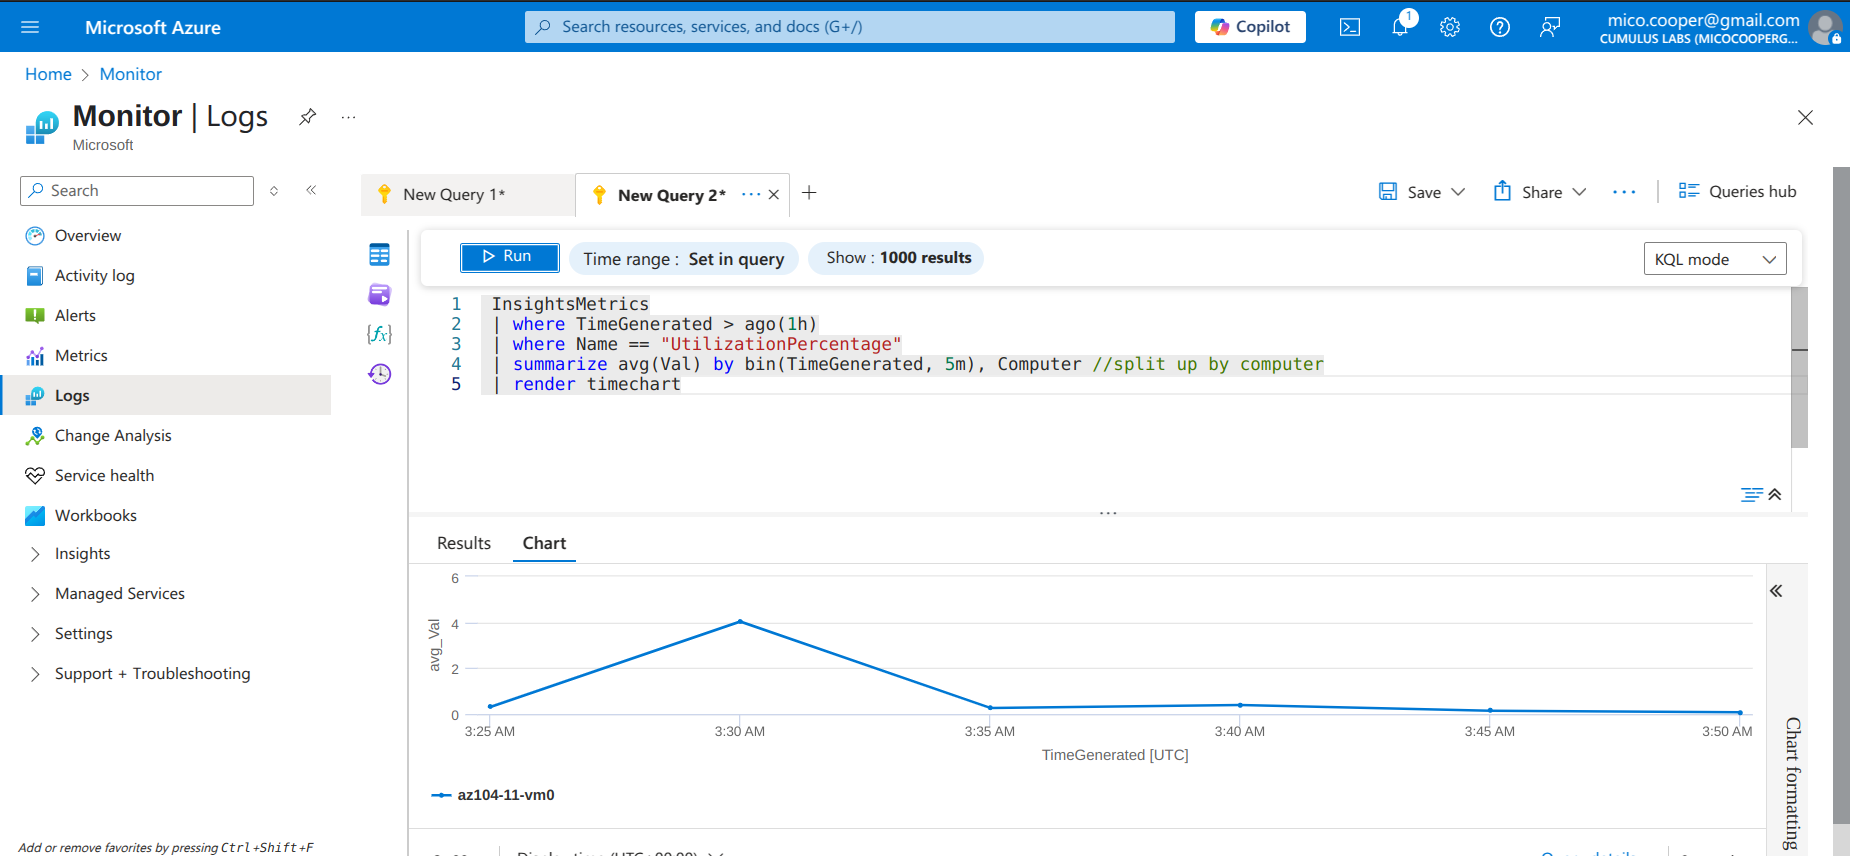 Microsoft Azure
Search resources, services, and docs (G+/)
Copilot
1
mico.cooper@gmail.com
CUMULUS LABS (MICOCOOPERG...
Home > Monitor
Monitor | Logs
Microsoft
Search
Overview
Activity log
Alerts
Metrics
Logs
Change Analysis
Service health
Workbooks
Insights
Managed Services
Settings
Support + Troubleshooting
Add or remove favorites by pressing Ctrl+Shift+F
New Query 1*
New Query 2*
Save
Share
Queries hub
Run
Time range : Set in query
Show : 1000 results
KQL mode
1 InsightsMetrics
2 | where TimeGenerated > ago(1h)
3 | where Name == "UtilizationPercentage"
4 | summarize avg(Val) by bin(TimeGenerated, 5m), Computer //split up by computer
5 | render timechart
Results
Chart
6
4
2
0
avg_Val
3:25 AM 3:30 AM 3:35 AM 3:40 AM 3:45 AM 3:50 AM
TimeGenerated [UTC]
az104-11-vm0
Chart formatting